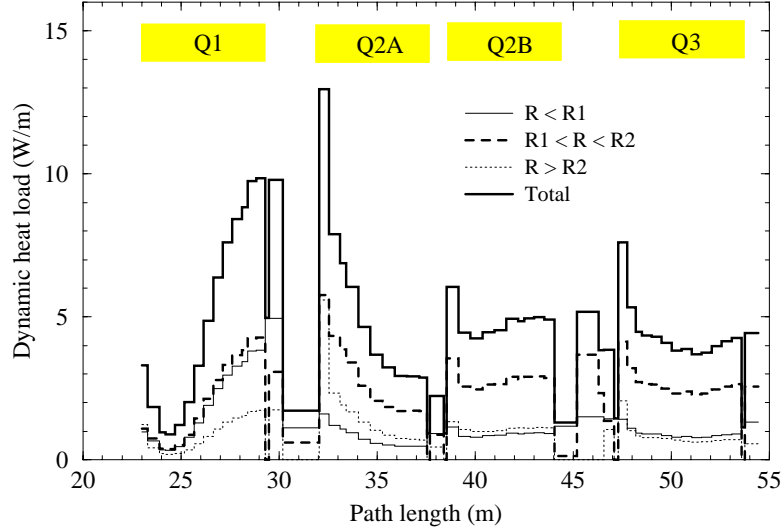 15
10
5
0
Dynamic heat load (W/m)
Q1
Q2A
Q2B
Q3
R < R1
R1 < R < R2
R > R2
Total
20 25 30 35 40 45 50 55
Path length (m)